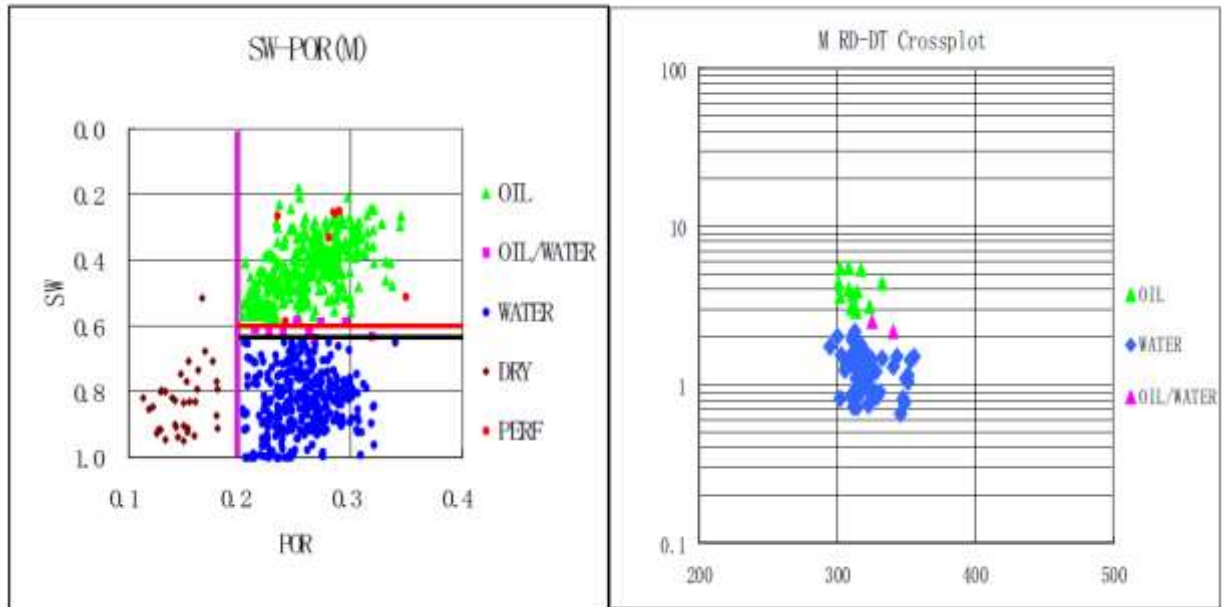 SW-POR(M)
0.0
0.2
0.4
0.6
0.8
1.0
SW
0.1
0.2
0.3
0.4
POR
OIL
OIL/WATER
WATER
DRY
PERF
M RD-DT Crossplot
100
10
1
0.1
200
300
400
500
OIL
WATER
OIL/WATER